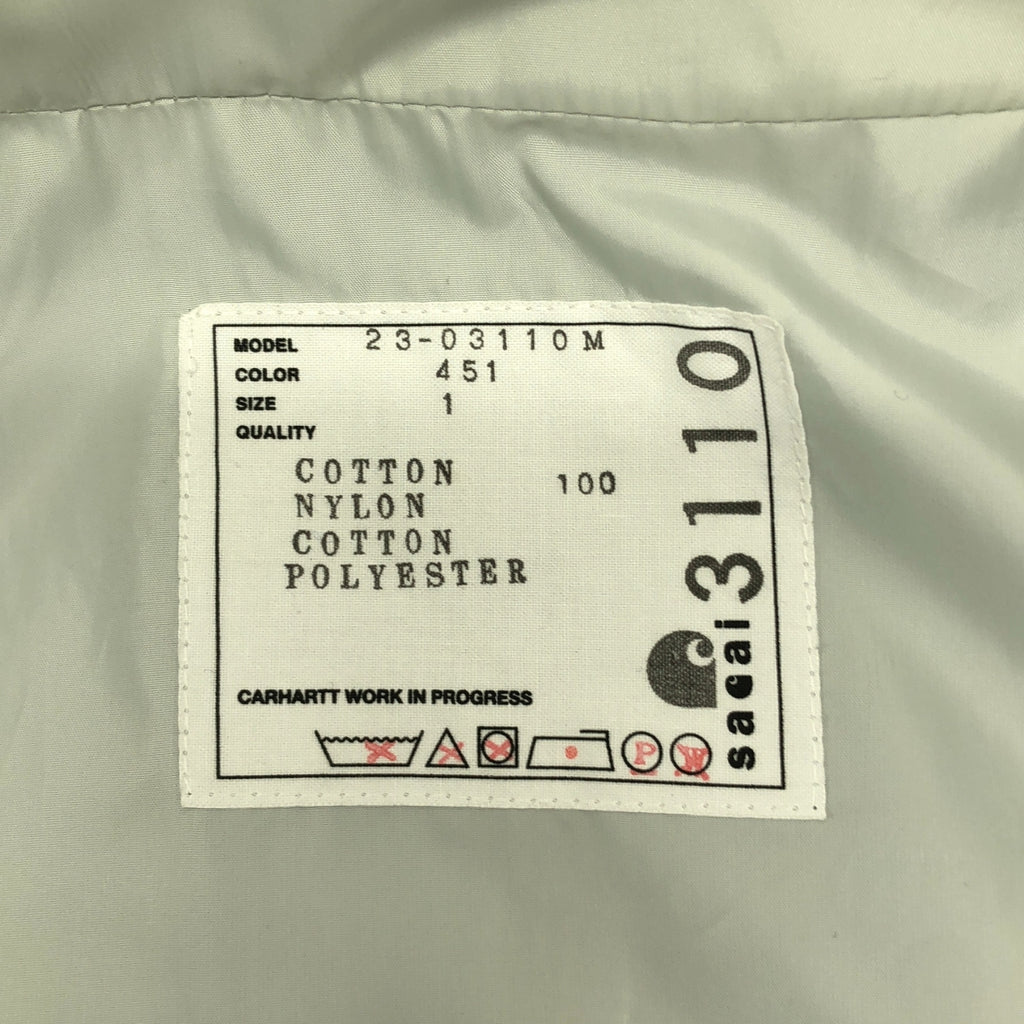 MODEL 23-03110M
COLOR 451
SIZE 1
QUALITY
COTTON 100
NYLON
COTTON
POLYESTER
CARHARTT WORK IN PROGRESS
P
W
sacai 3110